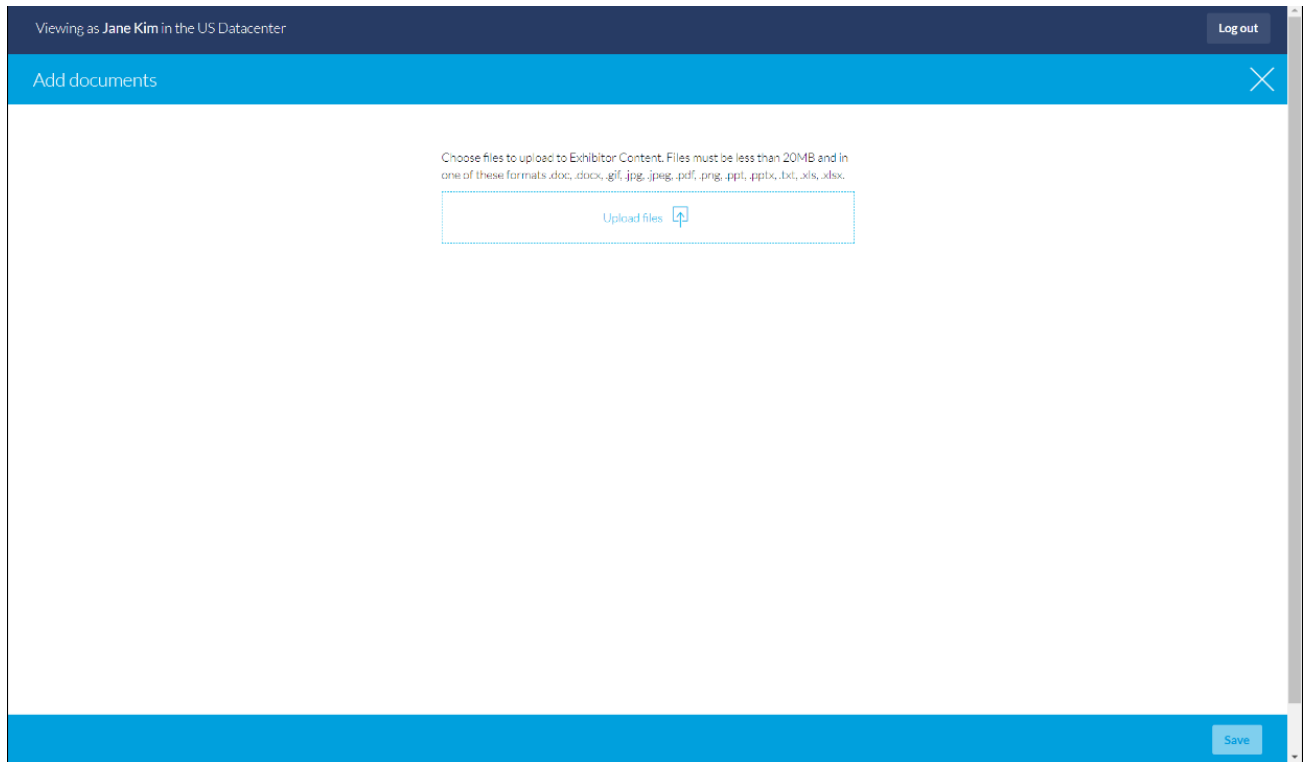 Viewing as Jane Kim in the US Datacenter
Log out
Add documents
Choose files to upload to Exhibitor Content. Files must be less than 20MB and in
one of these formats .doc, .docx, .gif, .jpg, .jpeg, .pdf, .png, .ppt, .pptx, .txt, .xls, .xlsx.
Upload files
Save